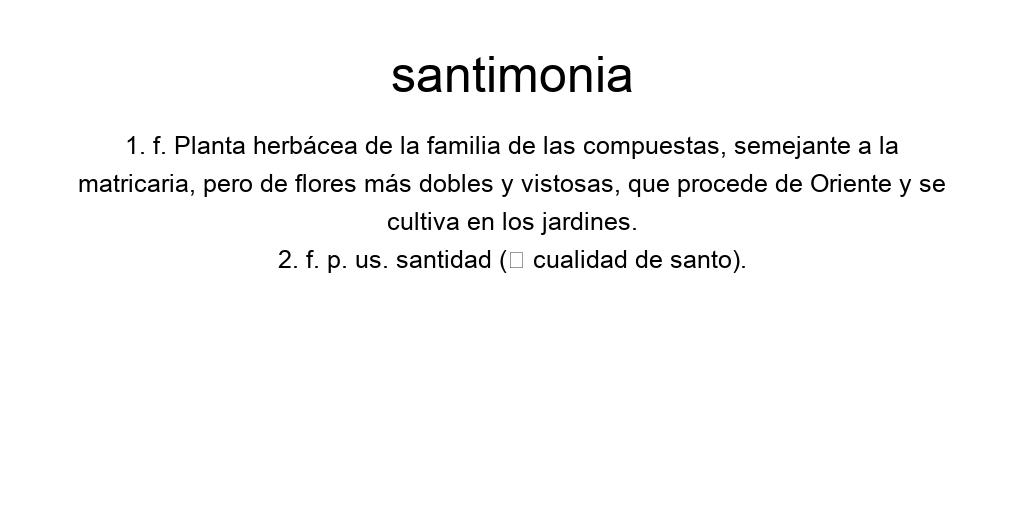 santimonia
1. f. Planta herbácea de la familia de las compuestas, semejante a la
matricaria, pero de flores más dobles y vistosas, que procede de Oriente y se
cultiva en los jardines.
2. f. p. us. santidad (□ cualidad de santo).